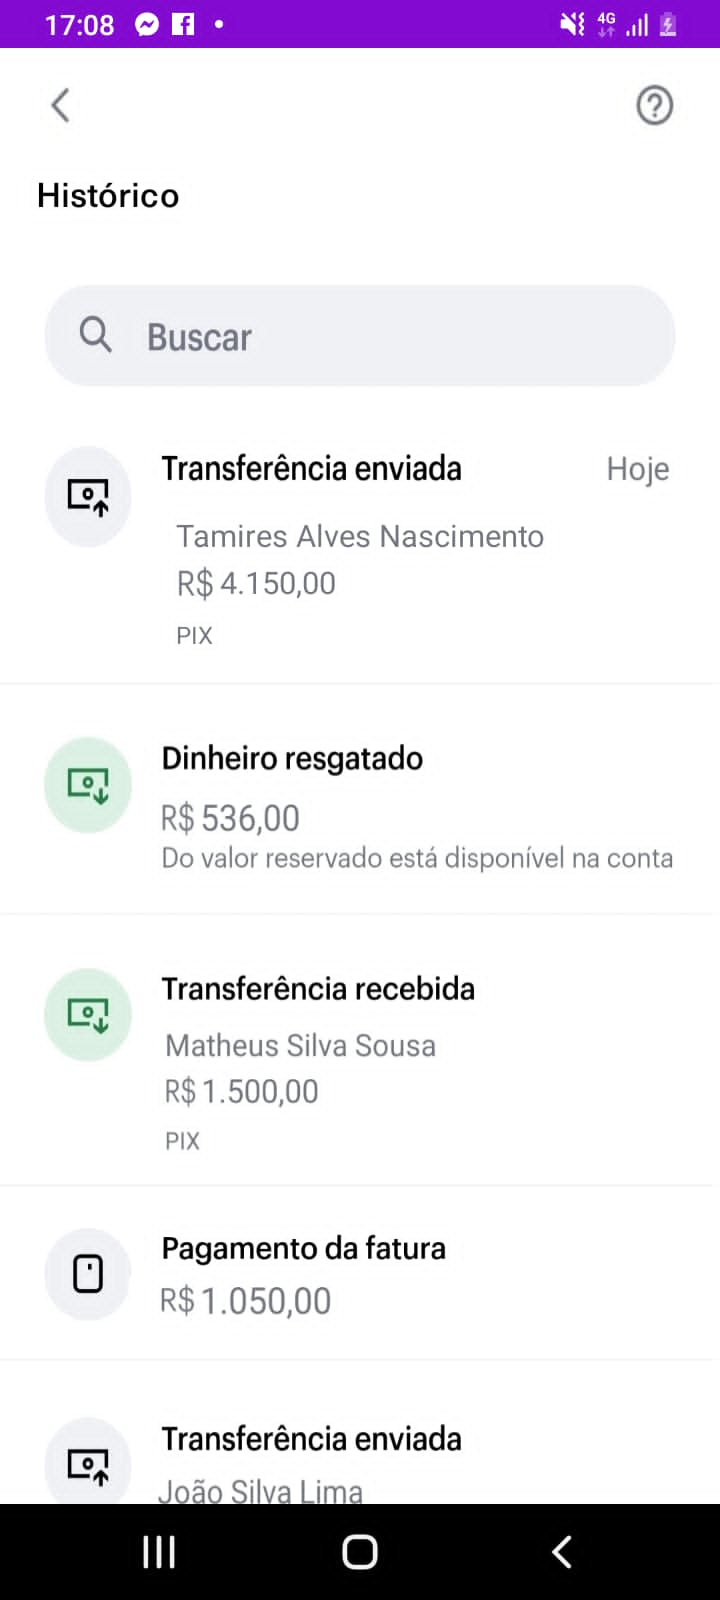 17:08
4G
Histórico
Buscar
Transferência enviada Hoje
Tamires Alves Nascimento
R$ 4.150,00
PIX
Dinheiro resgatado
R$ 536,00
Do valor reservado está disponível na conta
Transferência recebida
Matheus Silva Sousa
R$ 1.500,00
PIX
Pagamento da fatura
R$ 1.050,00
Transferência enviada
João Silva Lima